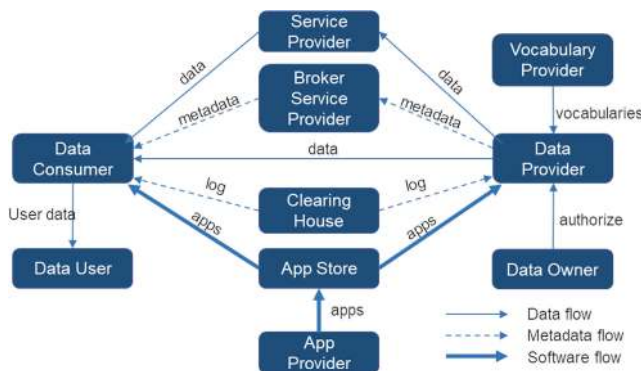 Service
Provider
Vocabulary
Provider
data
data
Broker
Service
Provider
metadata
metadata
vocabularies
Data
Consumer
data
Data
Provider
log
log
User data
Clearing
House
apps
apps
authorize
Data User
App Store
Data Owner
apps
Data flow
Metadata flow
App
Provider
Software flow